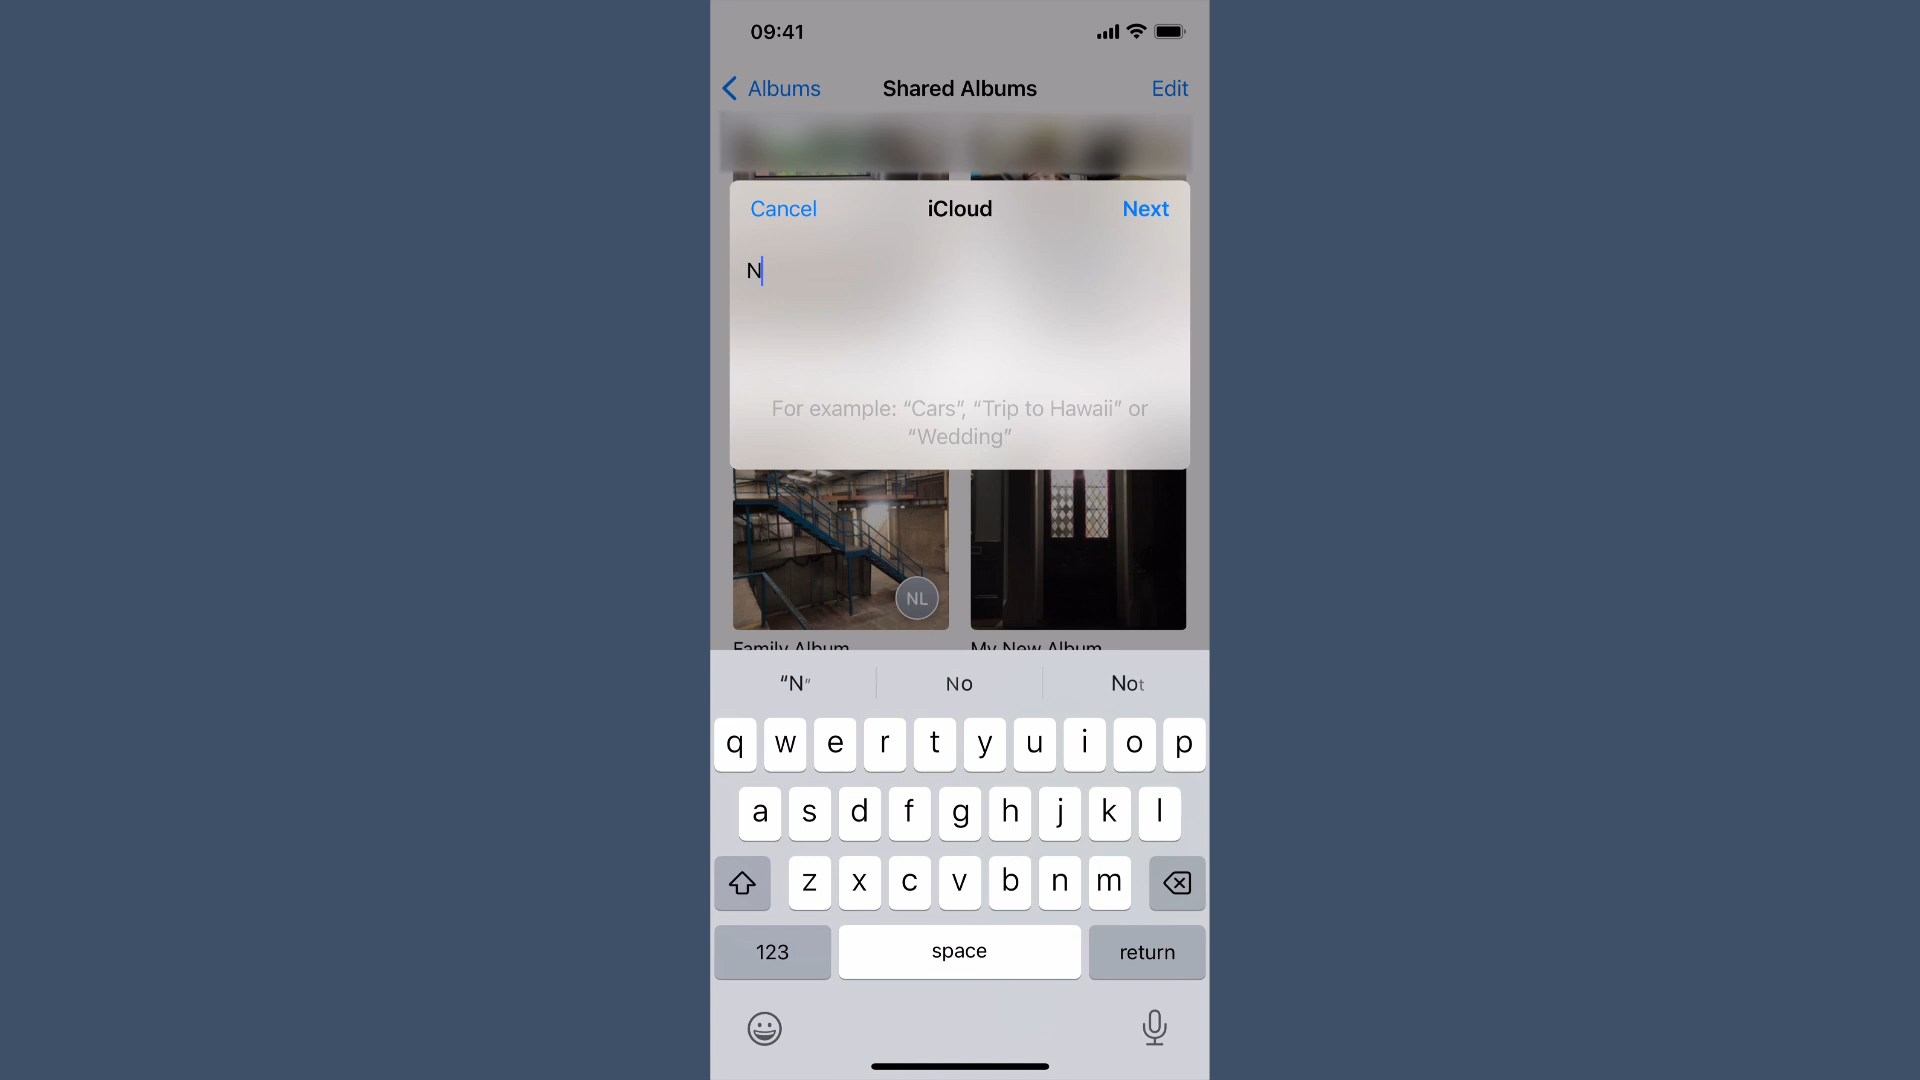 09:41
Albums
Shared Albums
Edit
Cancel
iCloud
Next
N
For example: “Cars”, “Trip to Hawaii” or
“Wedding”
NL
Family Album
My New Album
“N”
No
Not
q w e r t y u i o p
a s d f g h j k l
z x c v b n m
123
space
return